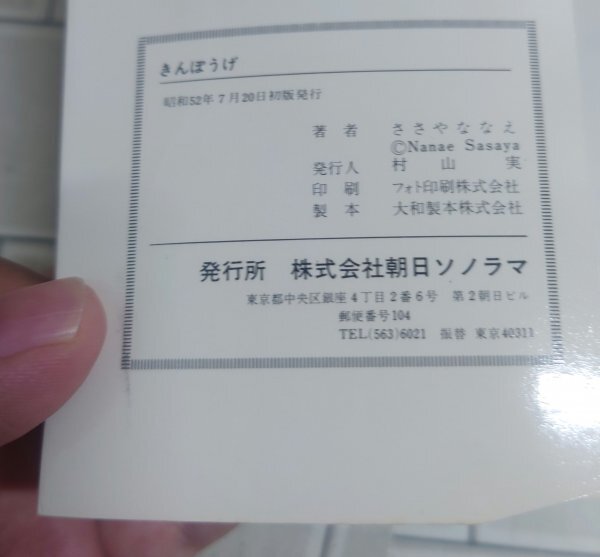 きんぽうげ
昭和52年7月20日初版発行
著者 ささやななえ
©Nanae Sasaya
発行人 村山実
印刷 フォト印刷株式会社
製本 大和製本株式会社
発行所 株式会社朝日ソノラマ
東京都中央区銀座4丁目2番6号 第2朝日ビル
郵便番号104
TEL(563)6021 振替 東京40311